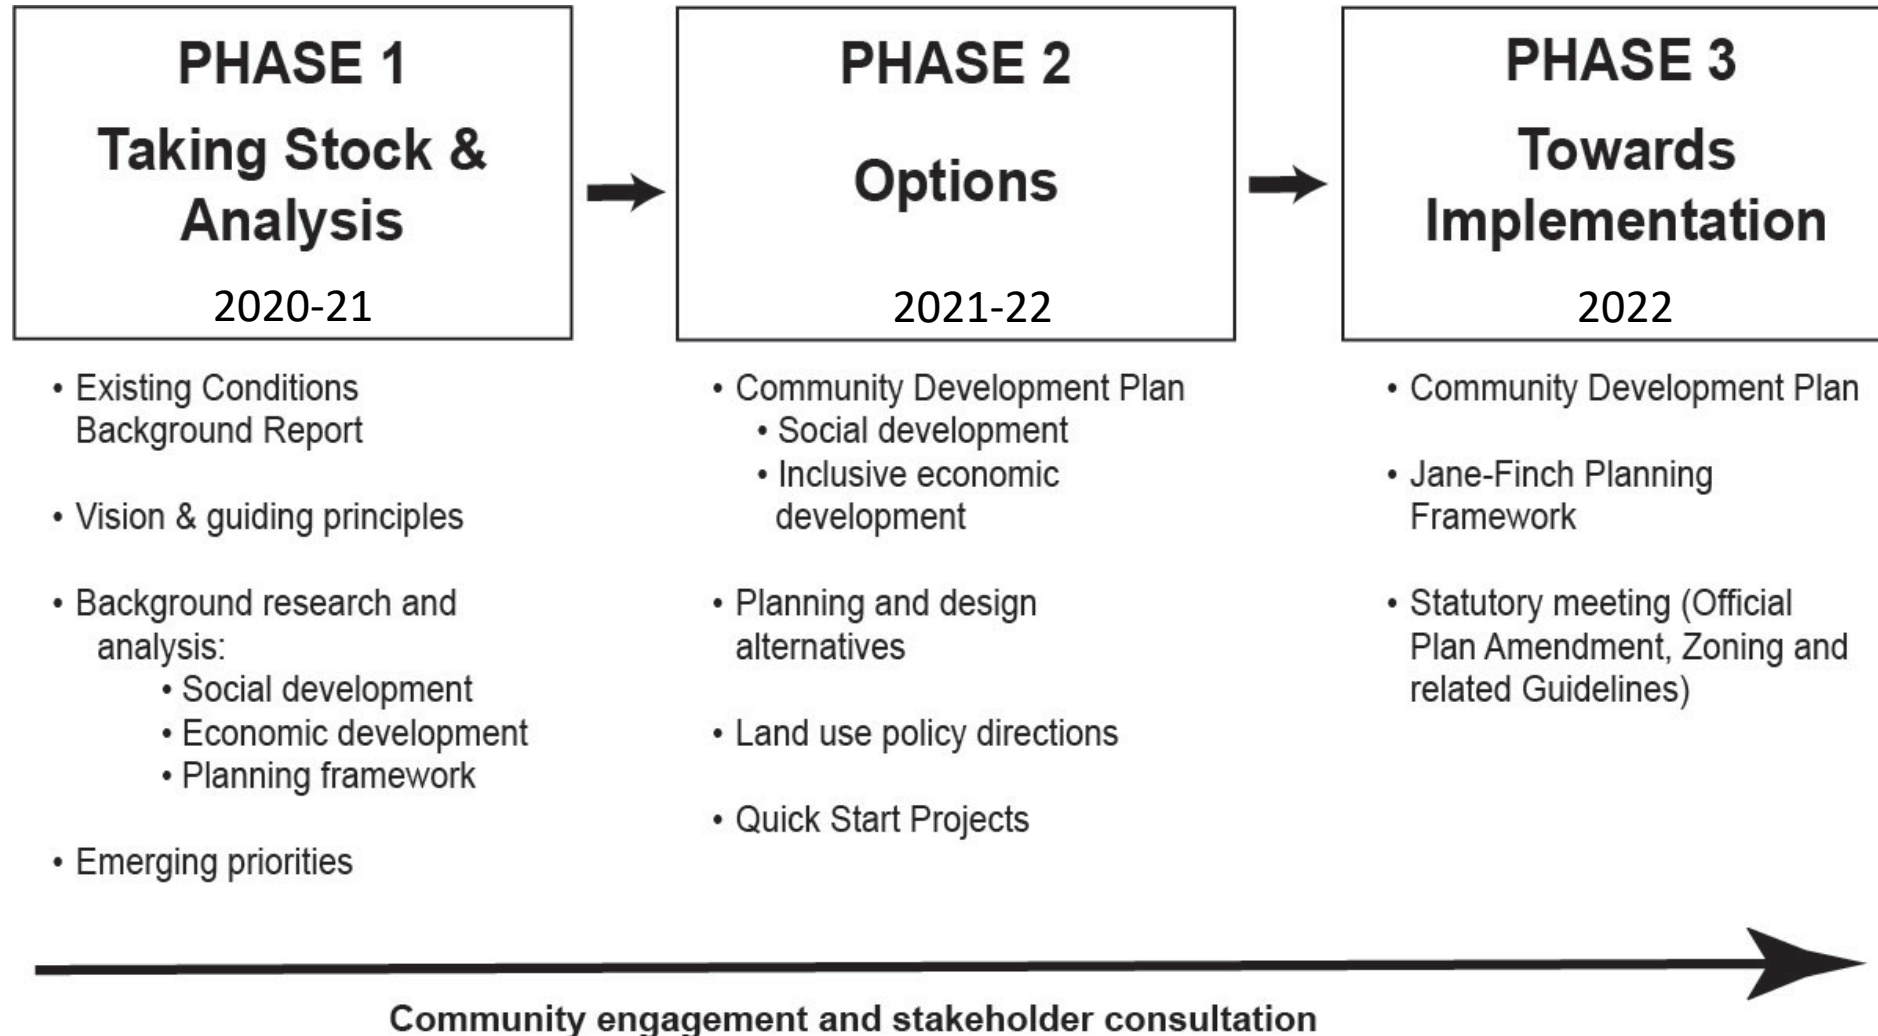 PHASE 1
Taking Stock &
Analysis
2020-21
• Existing Conditions
Background Report
• Vision & guiding principles
• Background research and
analysis:
• Social development
• Economic development
• Planning framework
• Emerging priorities
PHASE 2
Options
2021-22
• Community Development Plan
• Social development
• Inclusive economic
development
• Planning and design
alternatives
• Land use policy directions
• Quick Start Projects
PHASE 3
Towards
Implementation
2022
• Community Development Plan
• Jane-Finch Planning
Framework
• Statutory meeting (Official
Plan Amendment, Zoning and
related Guidelines)
Community engagement and stakeholder consultation